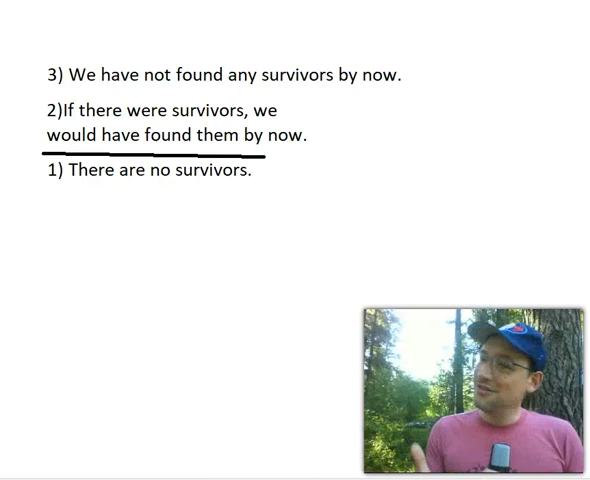 3) We have not found any survivors by now.
2)If there were survivors, we
would have found them by now.
1) There are no survivors.